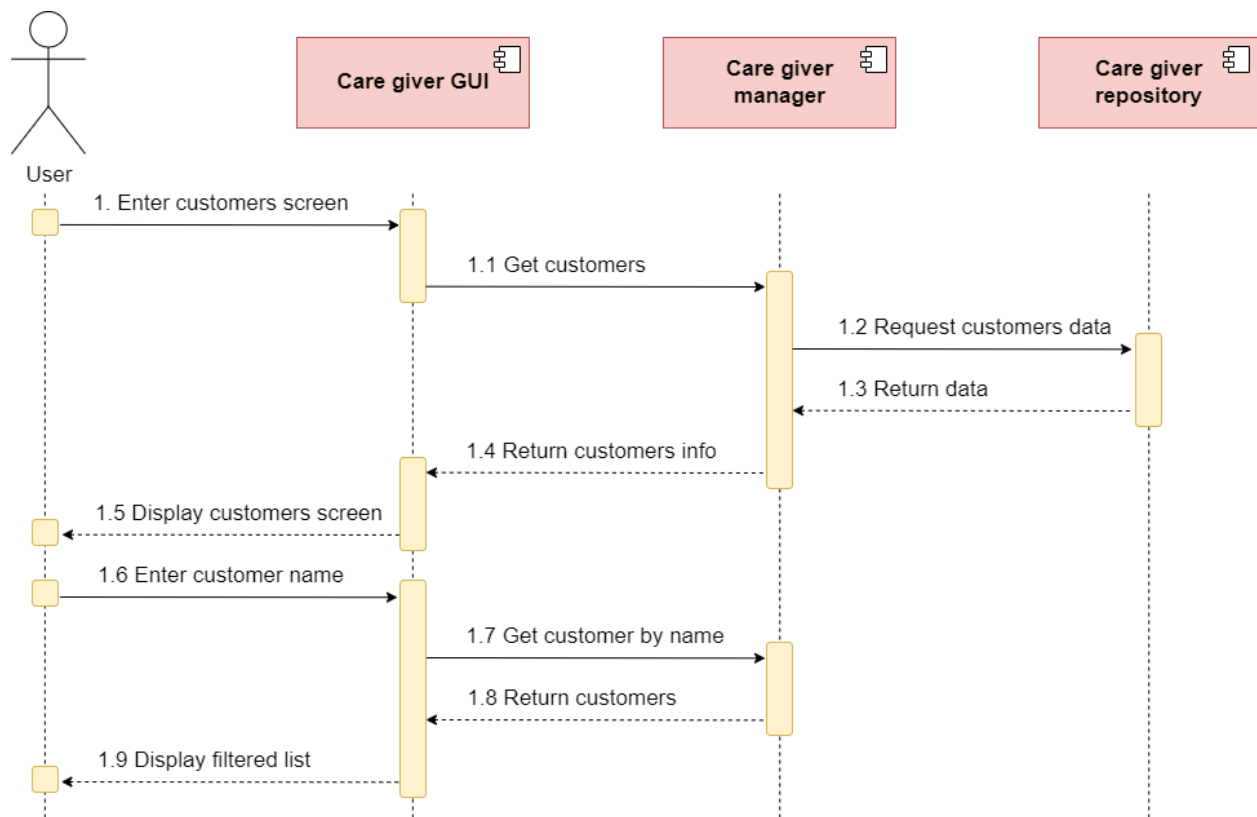 Care giver GUI
Care giver
manager
Care giver
repository
User
1. Enter customers screen
1.1 Get customers
1.2 Request customers data
1.3 Return data
1.4 Return customers info
1.5 Display customers screen
1.6 Enter customer name
1.7 Get customer by name
1.8 Return customers
1.9 Display filtered list